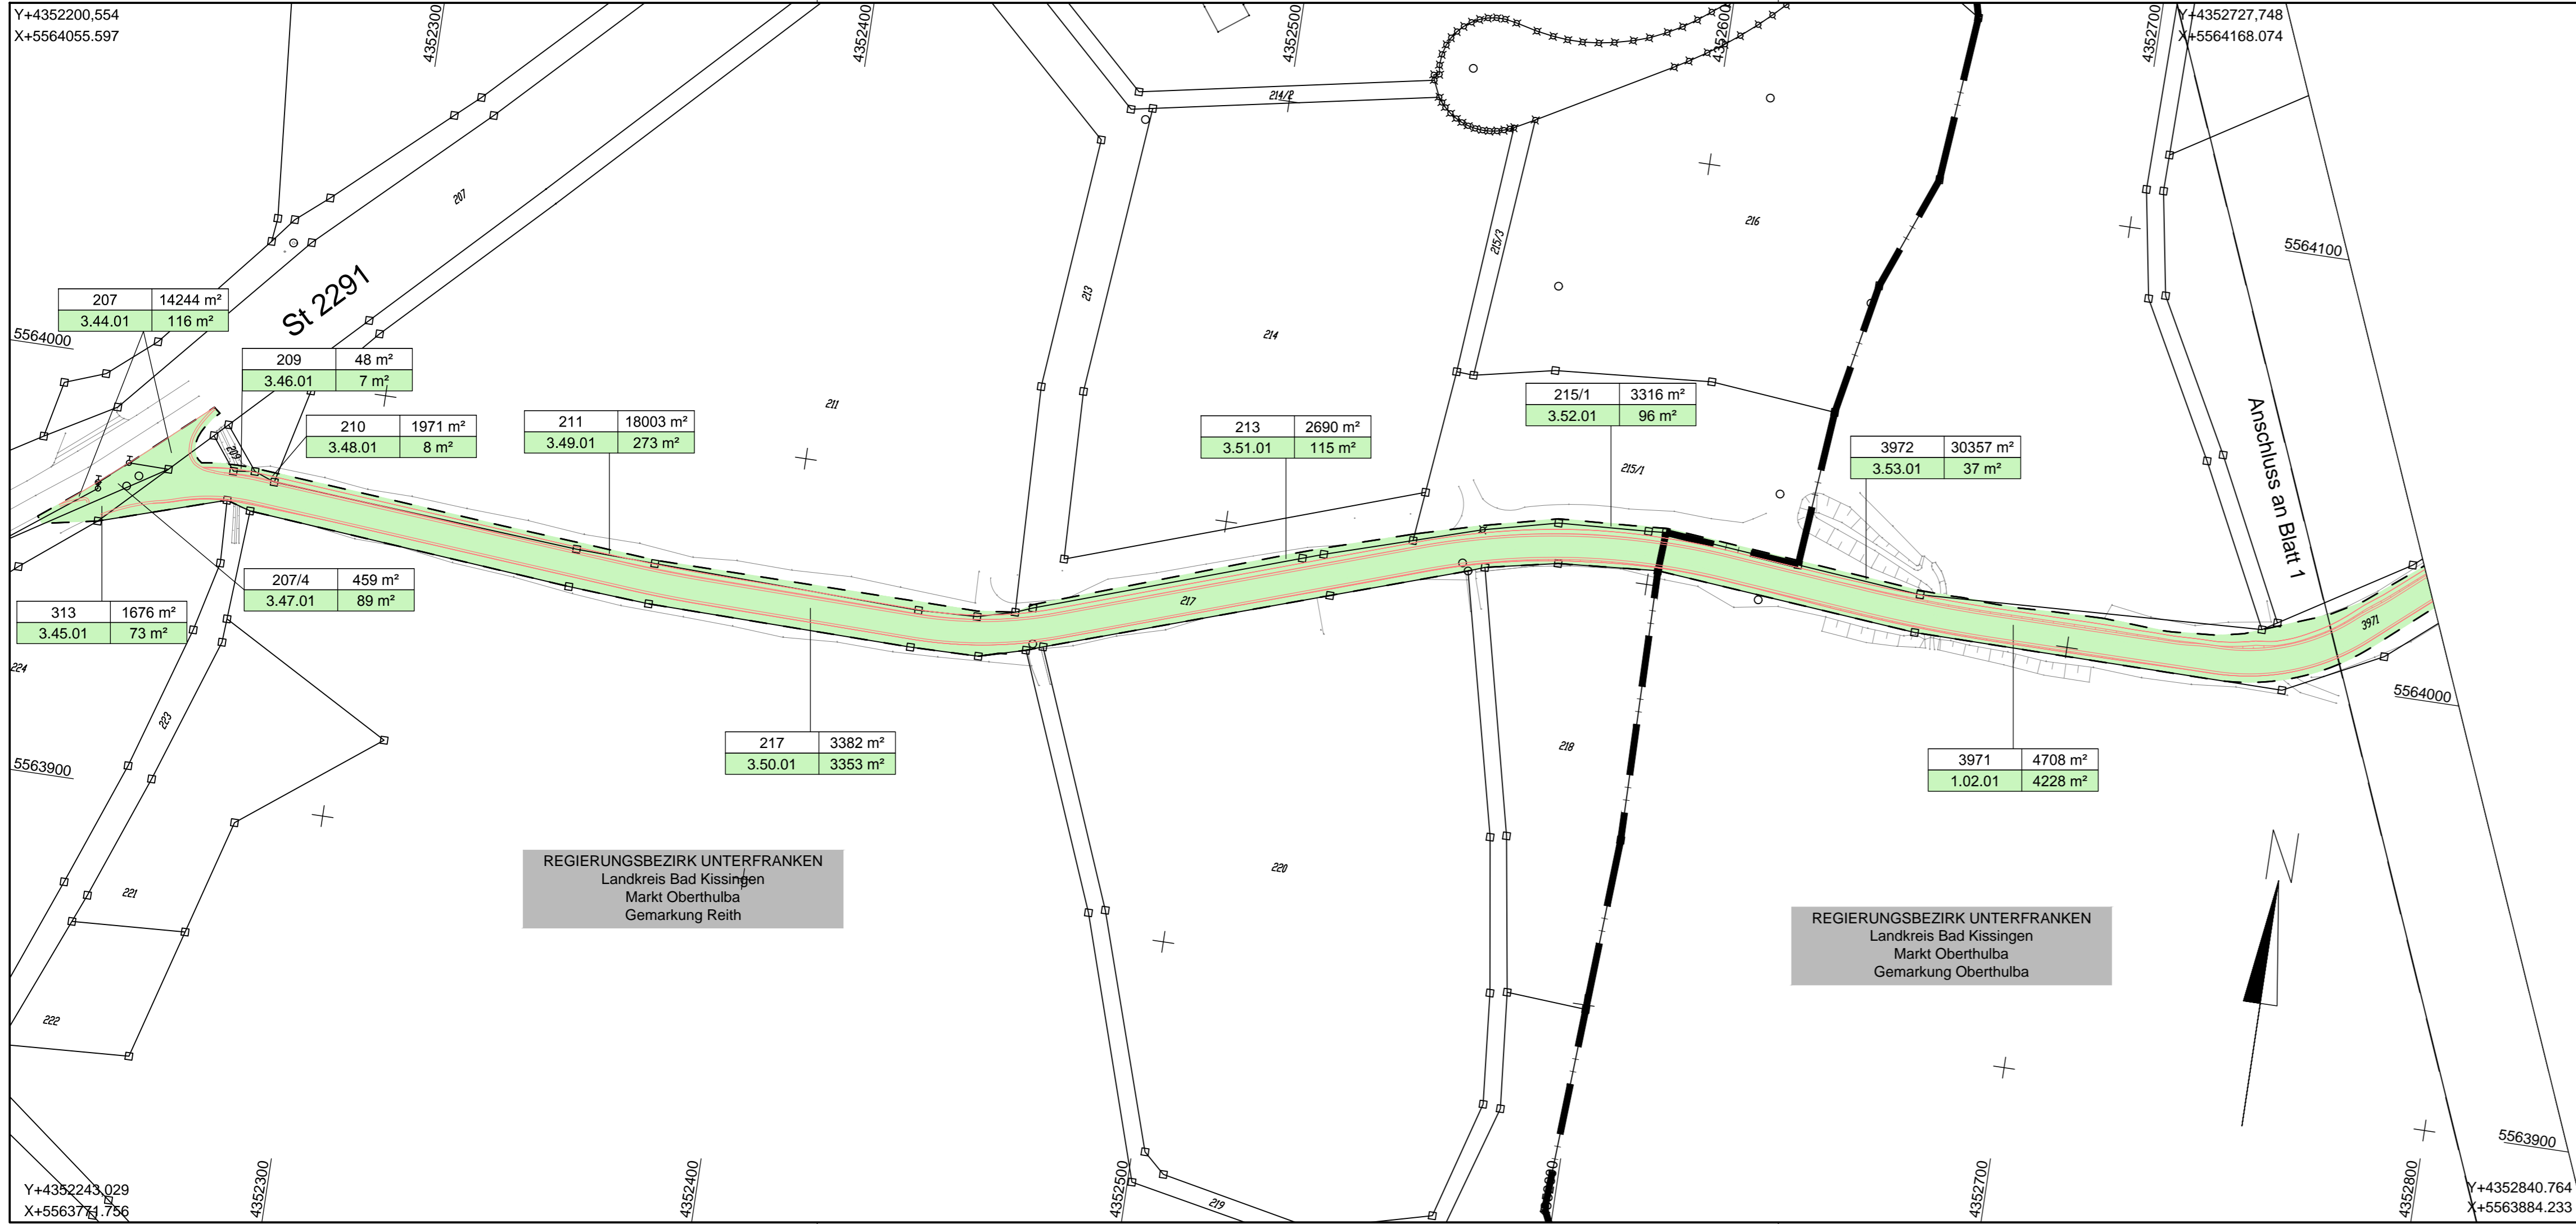 Y+4352200,554
X+5564055.597
4352300
4352400
4352500
4352600
4352700
Y+4352727,748
X+5564168.074
214/2
207
216
215/3
213
5564100
St 2291
207 14244 m²
3.44.01 116 m²
5564000
214
209 48 m²
3.46.01 7 m²
211
215/1 3316 m²
3.52.01 96 m²
210 1971 m²
3.48.01 8 m²
211 18003 m²
3.49.01 273 m²
213 2690 m²
3.51.01 115 m²
3972 30357 m²
3.53.01 37 m²
209
215/1
Anschluss an Blatt 1
207/4 459 m²
3.47.01 89 m²
313 1676 m²
3.45.01 73 m²
217
3971
224
223
5564000
217 3382 m²
3.50.01 3353 m²
218
3971 4708 m²
1.02.01 4228 m²
5563900
REGIERUNGSBEZIRK UNTERFRANKEN
Landkreis Bad Kissingen
Markt Oberthulba
Gemarkung Reith
220
221
REGIERUNGSBEZIRK UNTERFRANKEN
Landkreis Bad Kissingen
Markt Oberthulba
Gemarkung Oberthulba
N
222
5563900
219
Y+4352243,029
X+5563771.756
4352300
4352400
4352500
4352600
4352700
4352800
Y+4352840.764
X+5563884.233